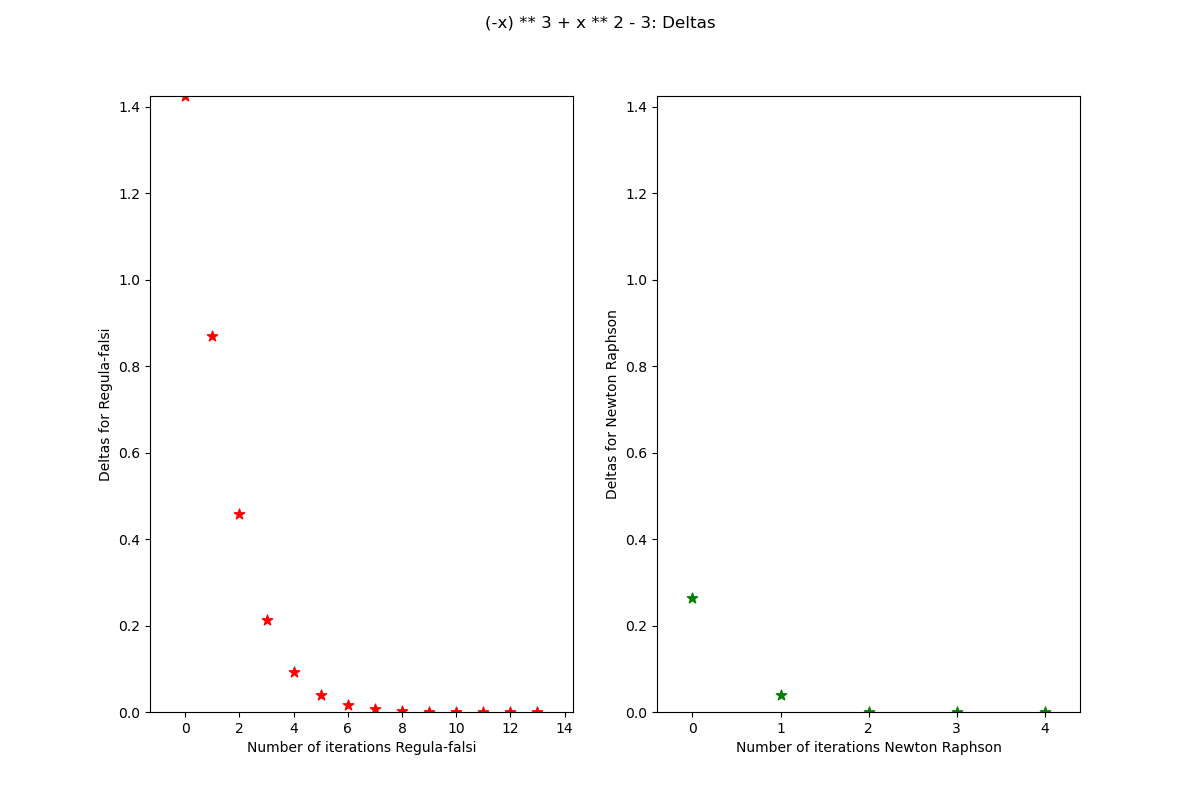 (-x) ** 3 + x ** 2 - 3: Deltas
Deltas for Regula-falsi
1.4
1.2
1.0
0.8
0.6
0.4
0.2
0.0
0 2 4 6 8 10 12 14
Number of iterations Regula-falsi
Deltas for Newton Raphson
1.4
1.2
1.0
0.8
0.6
0.4
0.2
0.0
0 1 2 3 4
Number of iterations Newton Raphson